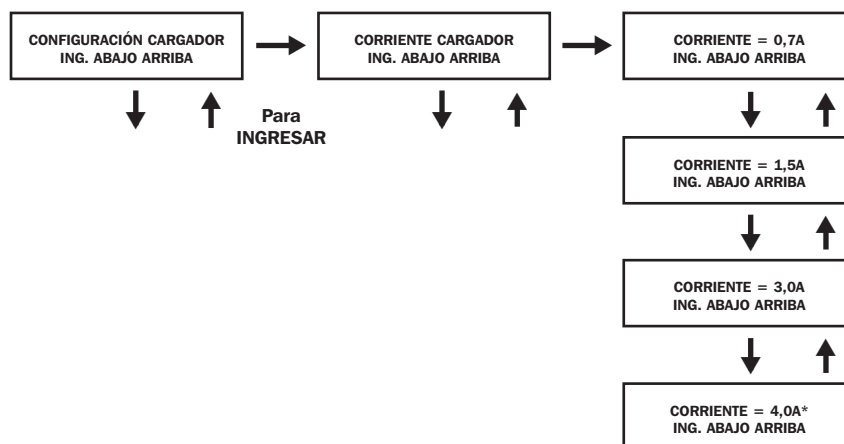 CONFIGURACIÓN CARGADOR
ING. ABAJO ARRIBA
CORRIENTE CARGADOR
ING. ABAJO ARRIBA
CORRIENTE = 0,7A
ING. ABAJO ARRIBA
Para
INGRESAR
CORRIENTE = 1,5A
ING. ABAJO ARRIBA
CORRIENTE = 3,0A
ING. ABAJO ARRIBA
CORRIENTE = 4,0A*
ING. ABAJO ARRIBA